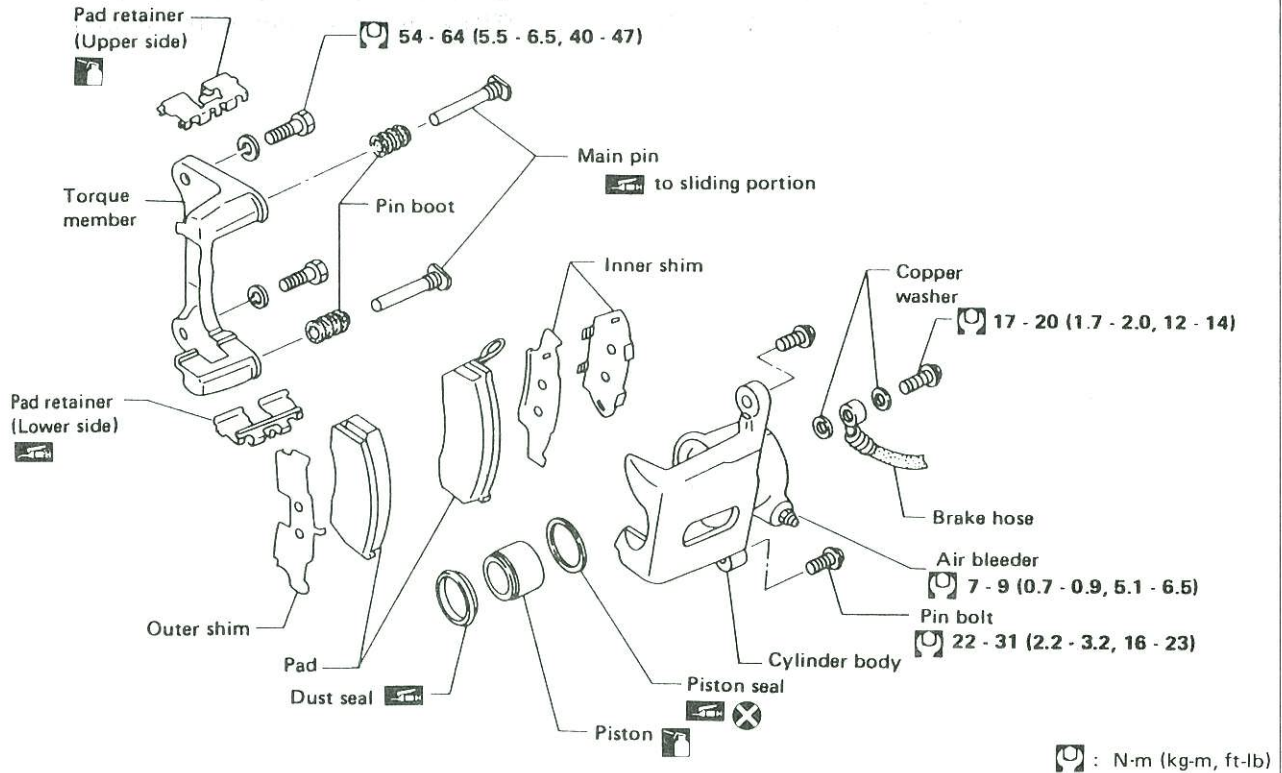 Pad retainer
(Upper side)
54 - 64 (5.5 - 6.5, 40 - 47)
Main pin
to sliding portion
Torque
member
Pin boot
Inner shim
Copper
washer
17 - 20 (1.7 - 2.0, 12 - 14)
Pad retainer
(Lower side)
Brake hose
Air bleeder
7 - 9 (0.7 - 0.9, 5.1 - 6.5)
Pin bolt
22 - 31 (2.2 - 3.2, 16 - 23)
Outer shim
Pad
Cylinder body
Dust seal
Piston seal
Piston
: N·m (kg-m, ft-lb)